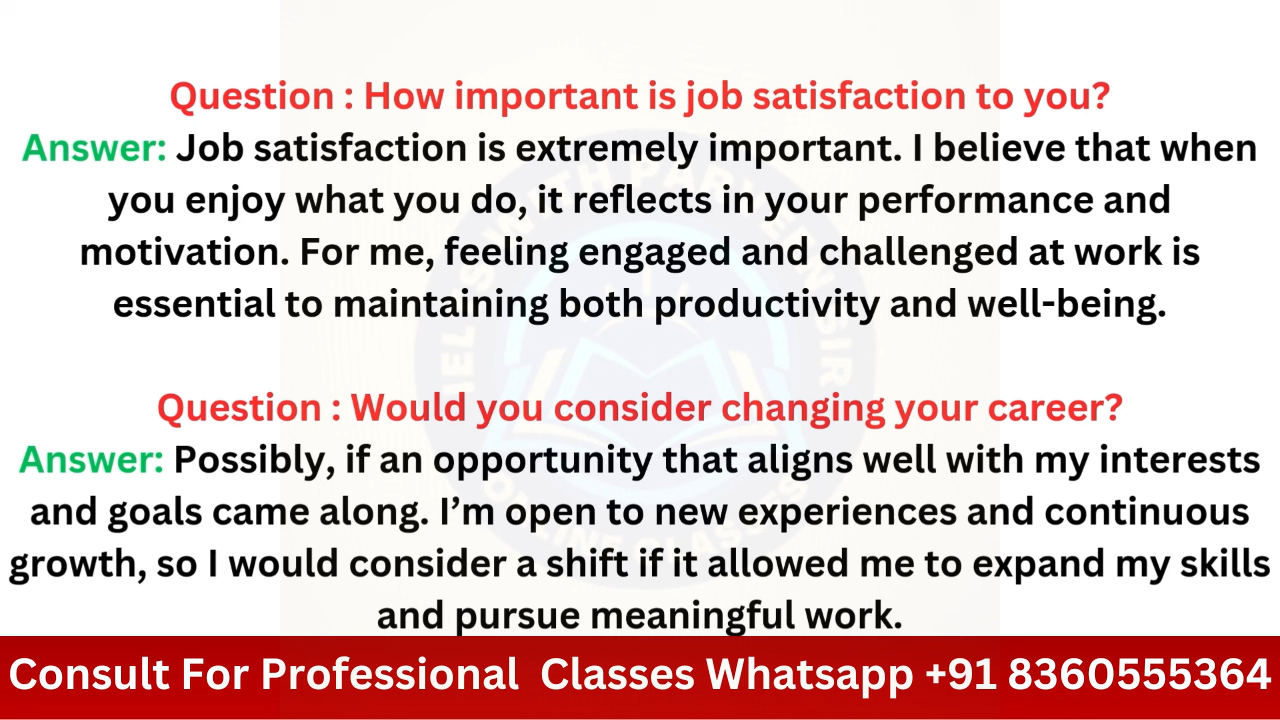 Question : How important is job satisfaction to you?
Answer: Job satisfaction is extremely important. I believe that when
you enjoy what you do, it reflects in your performance and
motivation. For me, feeling engaged and challenged at work is
essential to maintaining both productivity and well-being.
Question : Would you consider changing your career?
Answer: Possibly, if an opportunity that aligns well with my interests
and goals came along. I’m open to new experiences and continuous
growth, so I would consider a shift if it allowed me to expand my skills
and pursue meaningful work.
Consult For Professional Classes Whatsapp +91 8360555364